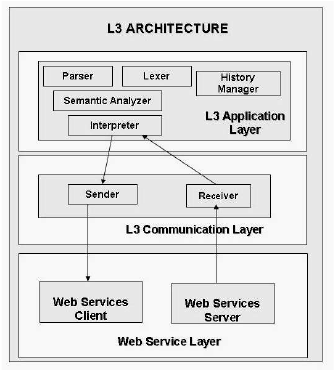 L3 ARCHITECTURE
Parser
Lexer
History
Manager
Semantic Analyzer
Interpreter
L3 Application
Layer
Sender
Receiver
L3 Communication Layer
Web Services
Client
Web Services
Server
Web Service Layer